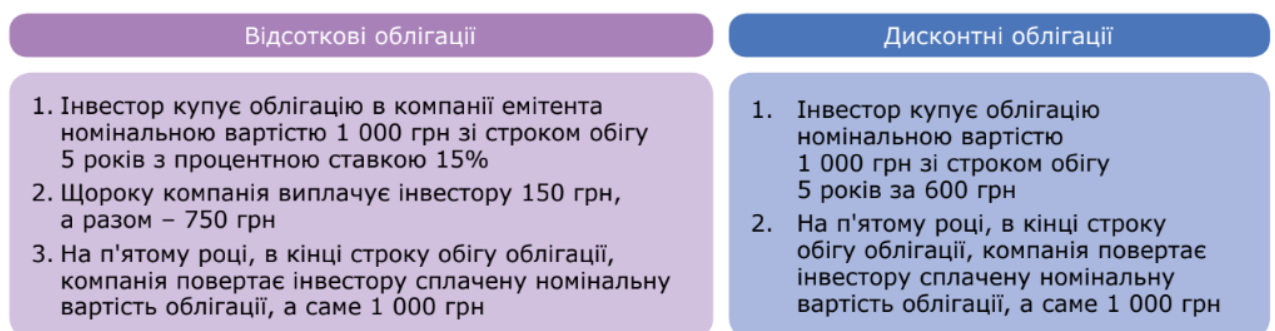 Відсоткові облігації
1. Інвестор купує облігацію в компанії емітента
номінальною вартістю 1 000 грн зі строком обігу
5 років з процентною ставкою 15%
2. Щороку компанія виплачує інвестору 150 грн,
а разом – 750 грн
3. На п'ятому році, в кінці строку обігу облігації,
компанія повертає інвестору сплачену номінальну
вартість облігації, а саме 1 000 грн
Дисконтні облігації
1. Інвестор купує облігацію
номінальною вартістю
1 000 грн зі строком обігу
5 років за 600 грн
2. На п'ятому році, в кінці строку
обігу облігації, компанія повертає
інвестору сплачену номінальну
вартість облігації, а саме 1 000 грн